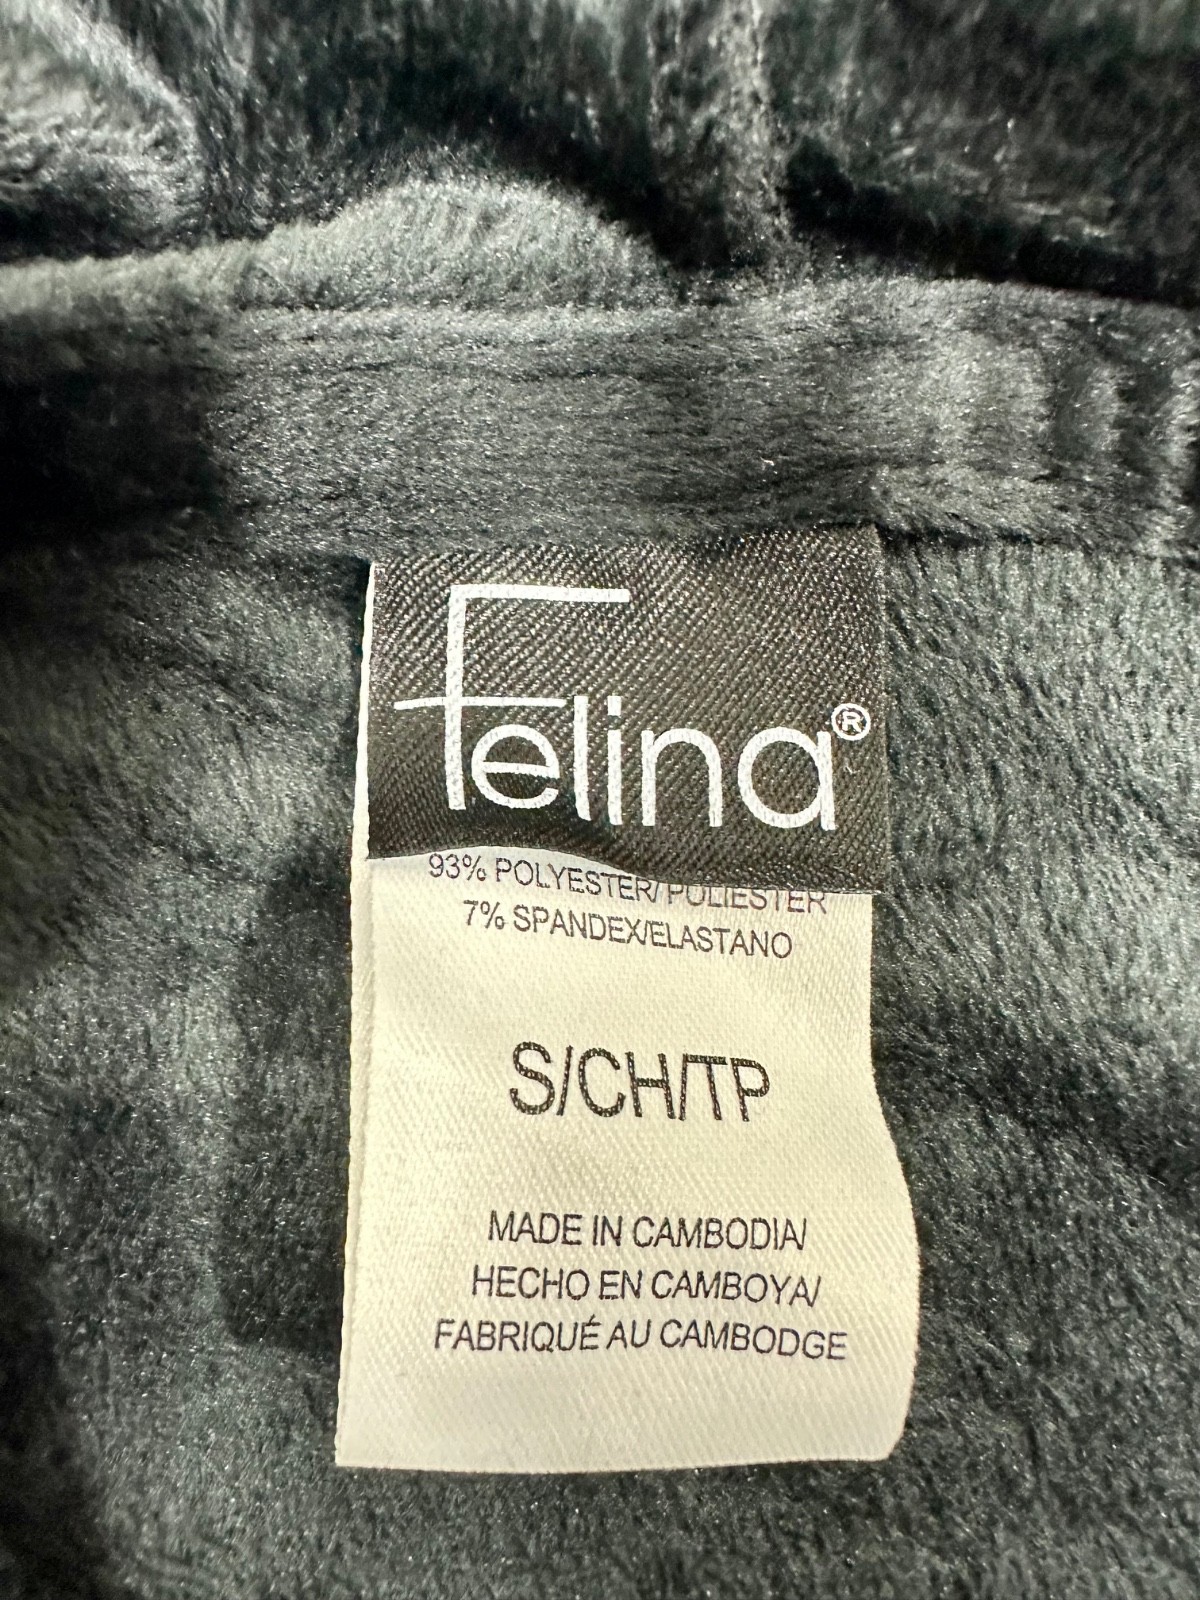 Felina®
93% POLYESTER/POLIESTER
7% SPANDEX/ELASTANO
S/CH/TP
MADE IN CAMBODIA/
HECHO EN CAMBOYA/
FABRIQUÉ AU CAMBODGE